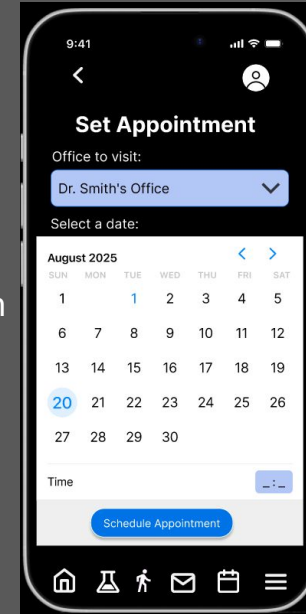 9:41
Set Appointment
Office to visit:
Dr. Smith's Office
Select a date:
August 2025
SUN MON TUE WED THU FRI SAT
1 1 2 3 4 5
6 7 8 9 10 11 12
13 14 15 16 17 18 19
20 21 22 23 24 25 26
27 28 29 30
Time _:_
Schedule Appointment